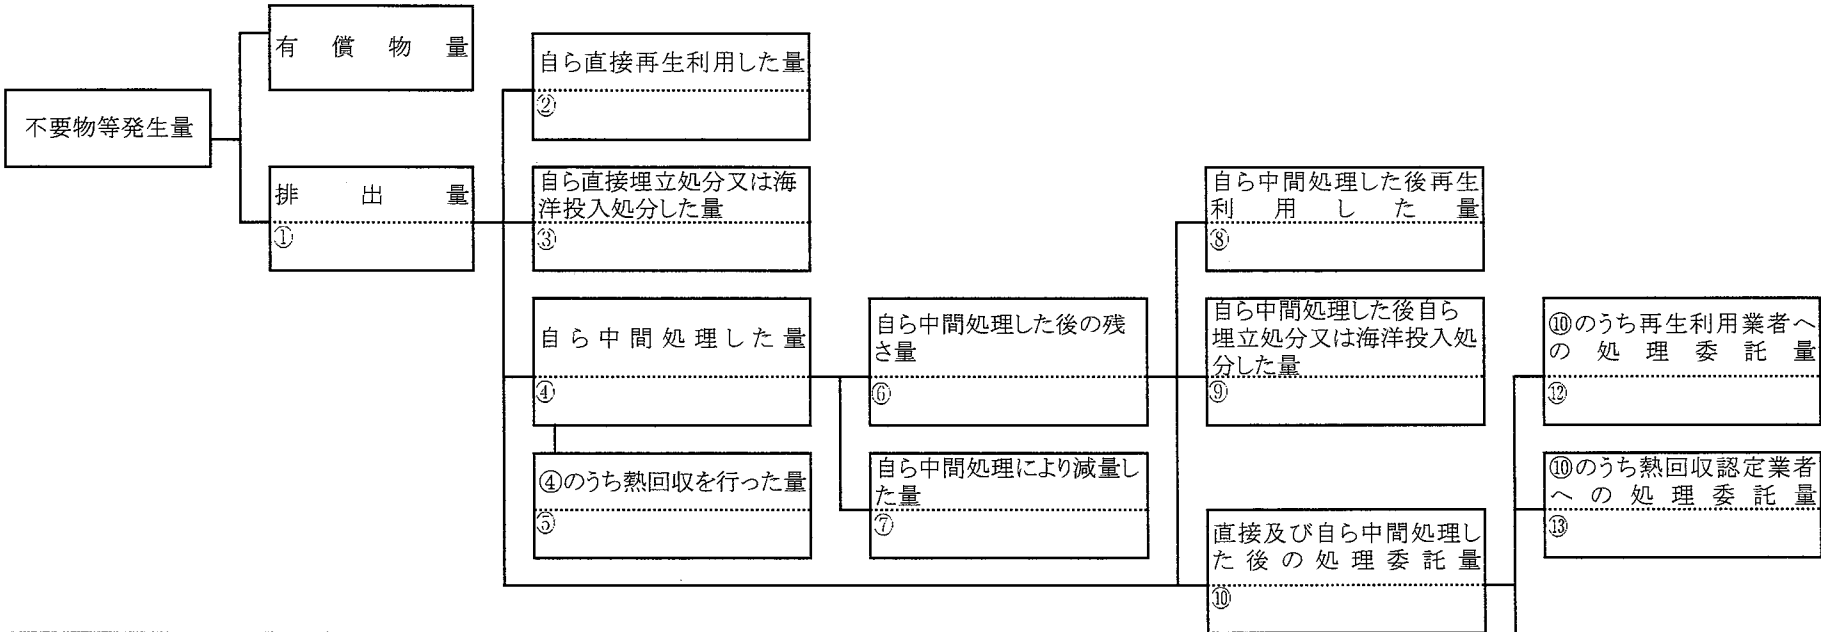 有償物量
不要物等発生量
排出量
①
自ら直接再生利用した量
②
自ら直接埋立処分又は海
洋投入処分した量
③
自ら中間処理した量
④
④のうち熱回収を行った量
⑤
自ら中間処理した後の残
さ量
⑥
自ら中間処理により減量し
た量
⑦
自ら中間処理した後再生
利用した量
⑧
自ら中間処理した後自ら
埋立処分又は海洋投入処
分した量
⑨
直接及び自ら中間処理し
た後の処理委託量
⑩
⑩のうち再生利用業者へ
の処理委託量
⑫
⑩のうち熱回収認定業者
への処理委託量
⑬